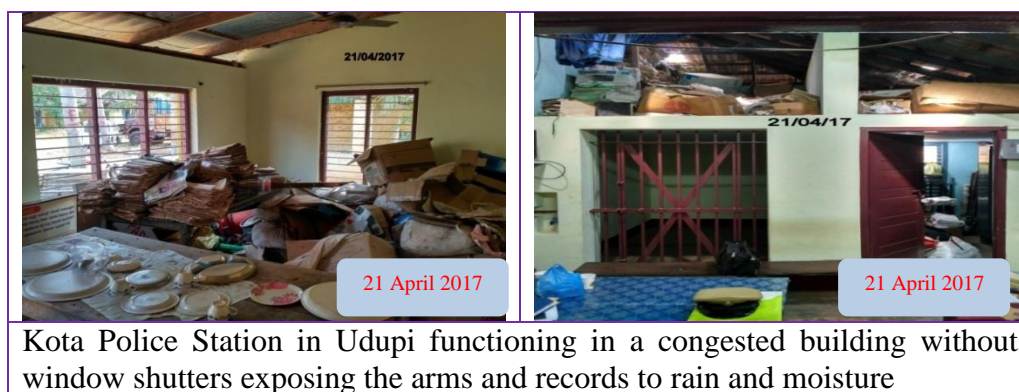 21/04/2017
21 April 2017
21/04/17
21 April 2017
Kota Police Station in Udupi functioning in a congested building without
window shutters exposing the arms and records to rain and moisture